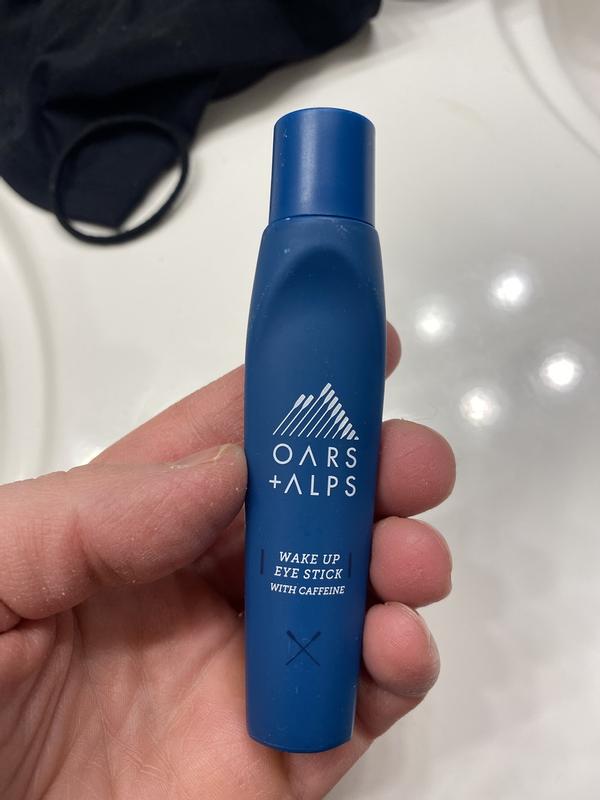 OARS
+ALPS
WAKE UP
EYE STICK
WITH CAFFEINE